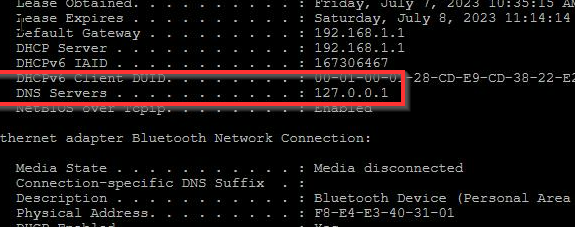 Lease Obtained. . . . . . . . . . : Friday, July 7, 2023 10:35:15 AM
Lease Expires . . . . . . . . . . : Saturday, July 8, 2023 11:14:14
Default Gateway . . . . . . . . . : 192.168.1.1
DHCP Server . . . . . . . . . . . : 192.168.1.1
DHCPv6 IAID . . . . . . . . . . . : 167306467
DHCPv6 Client DUID. . . . . . . . : 00-01-00-01-28-CD-E9-CD-38-22-E2
DNS Servers . . . . . . . . . . . : 127.0.0.1
NetBIOS over Tcpip. . . . . . . . : Enabled
thernet adapter Bluetooth Network Connection:
Media State . . . . . . . . . . . : Media disconnected
Connection-specific DNS Suffix . :
Description . . . . . . . . . . . : Bluetooth Device (Personal Area
Physical Address. . . . . . . . . : F8-E4-E3-40-31-01
DHCP Enabled. . . . . . . . . . . : Yes